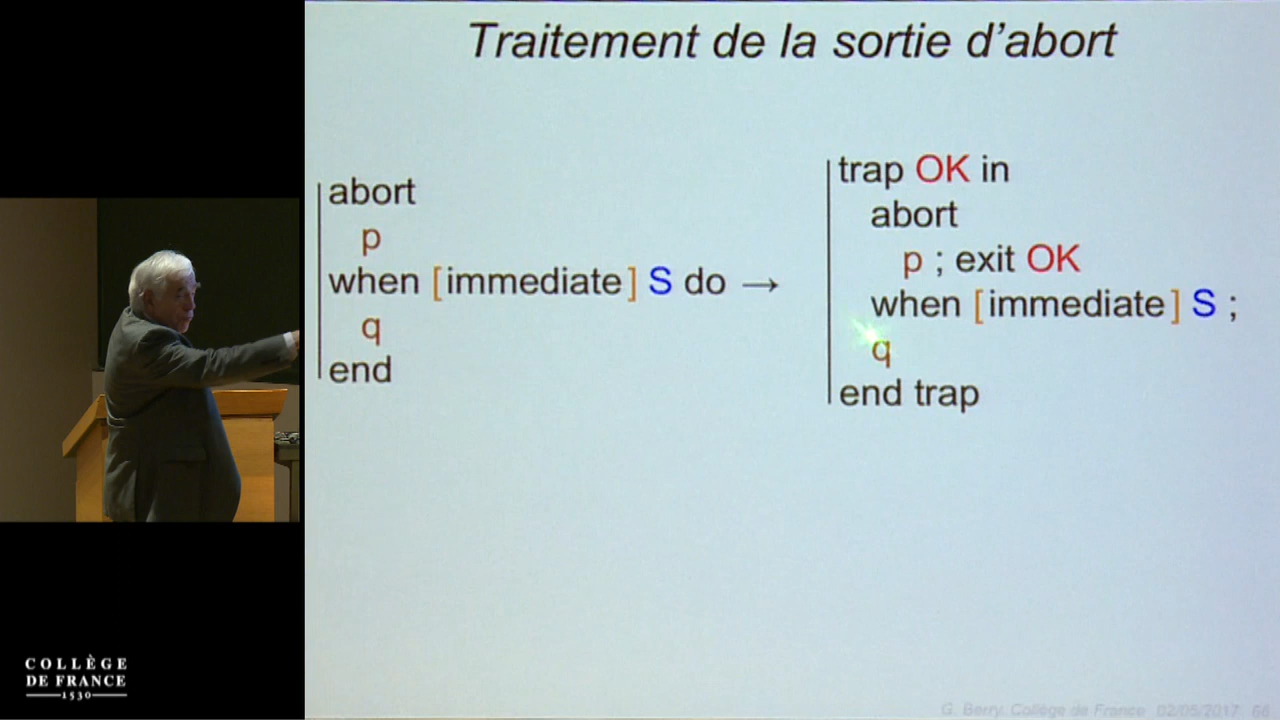 Traitement de la sortie d'abort
abort
p
when [immediate] S do →
q
end
trap OK in
abort
p ; exit OK
when [immediate] S ;
q
end trap
COLLÈGE
DE FRANCE
1530
G. Berry, Collège de France 02/05/2017 56